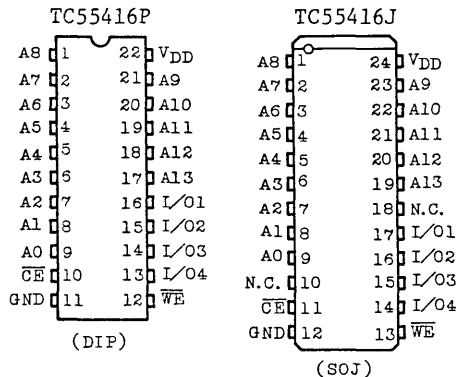 TC55416P
A8 1 22 VDD
A7 2 21 A9
A6 3 20 A10
A5 4 19 A11
A4 5 18 A12
A3 6 17 A13
A2 7 16 I/O1
A1 8 15 I/O2
A0 9 14 I/O3
C̅E̅ 10 13 I/O4
GND 11 12 W̅E̅
(DIP)
TC55416J
A8 1 24 VDD
A7 2 23 A9
A6 3 22 A10
A5 4 21 A11
A4 5 20 A12
A3 6 19 A13
A2 7 18 N.C.
A1 8 17 I/O1
A0 9 16 I/O2
N.C. 10 15 I/O3
C̅E̅ 11 14 I/O4
GND 12 13 W̅E̅
(SOJ)